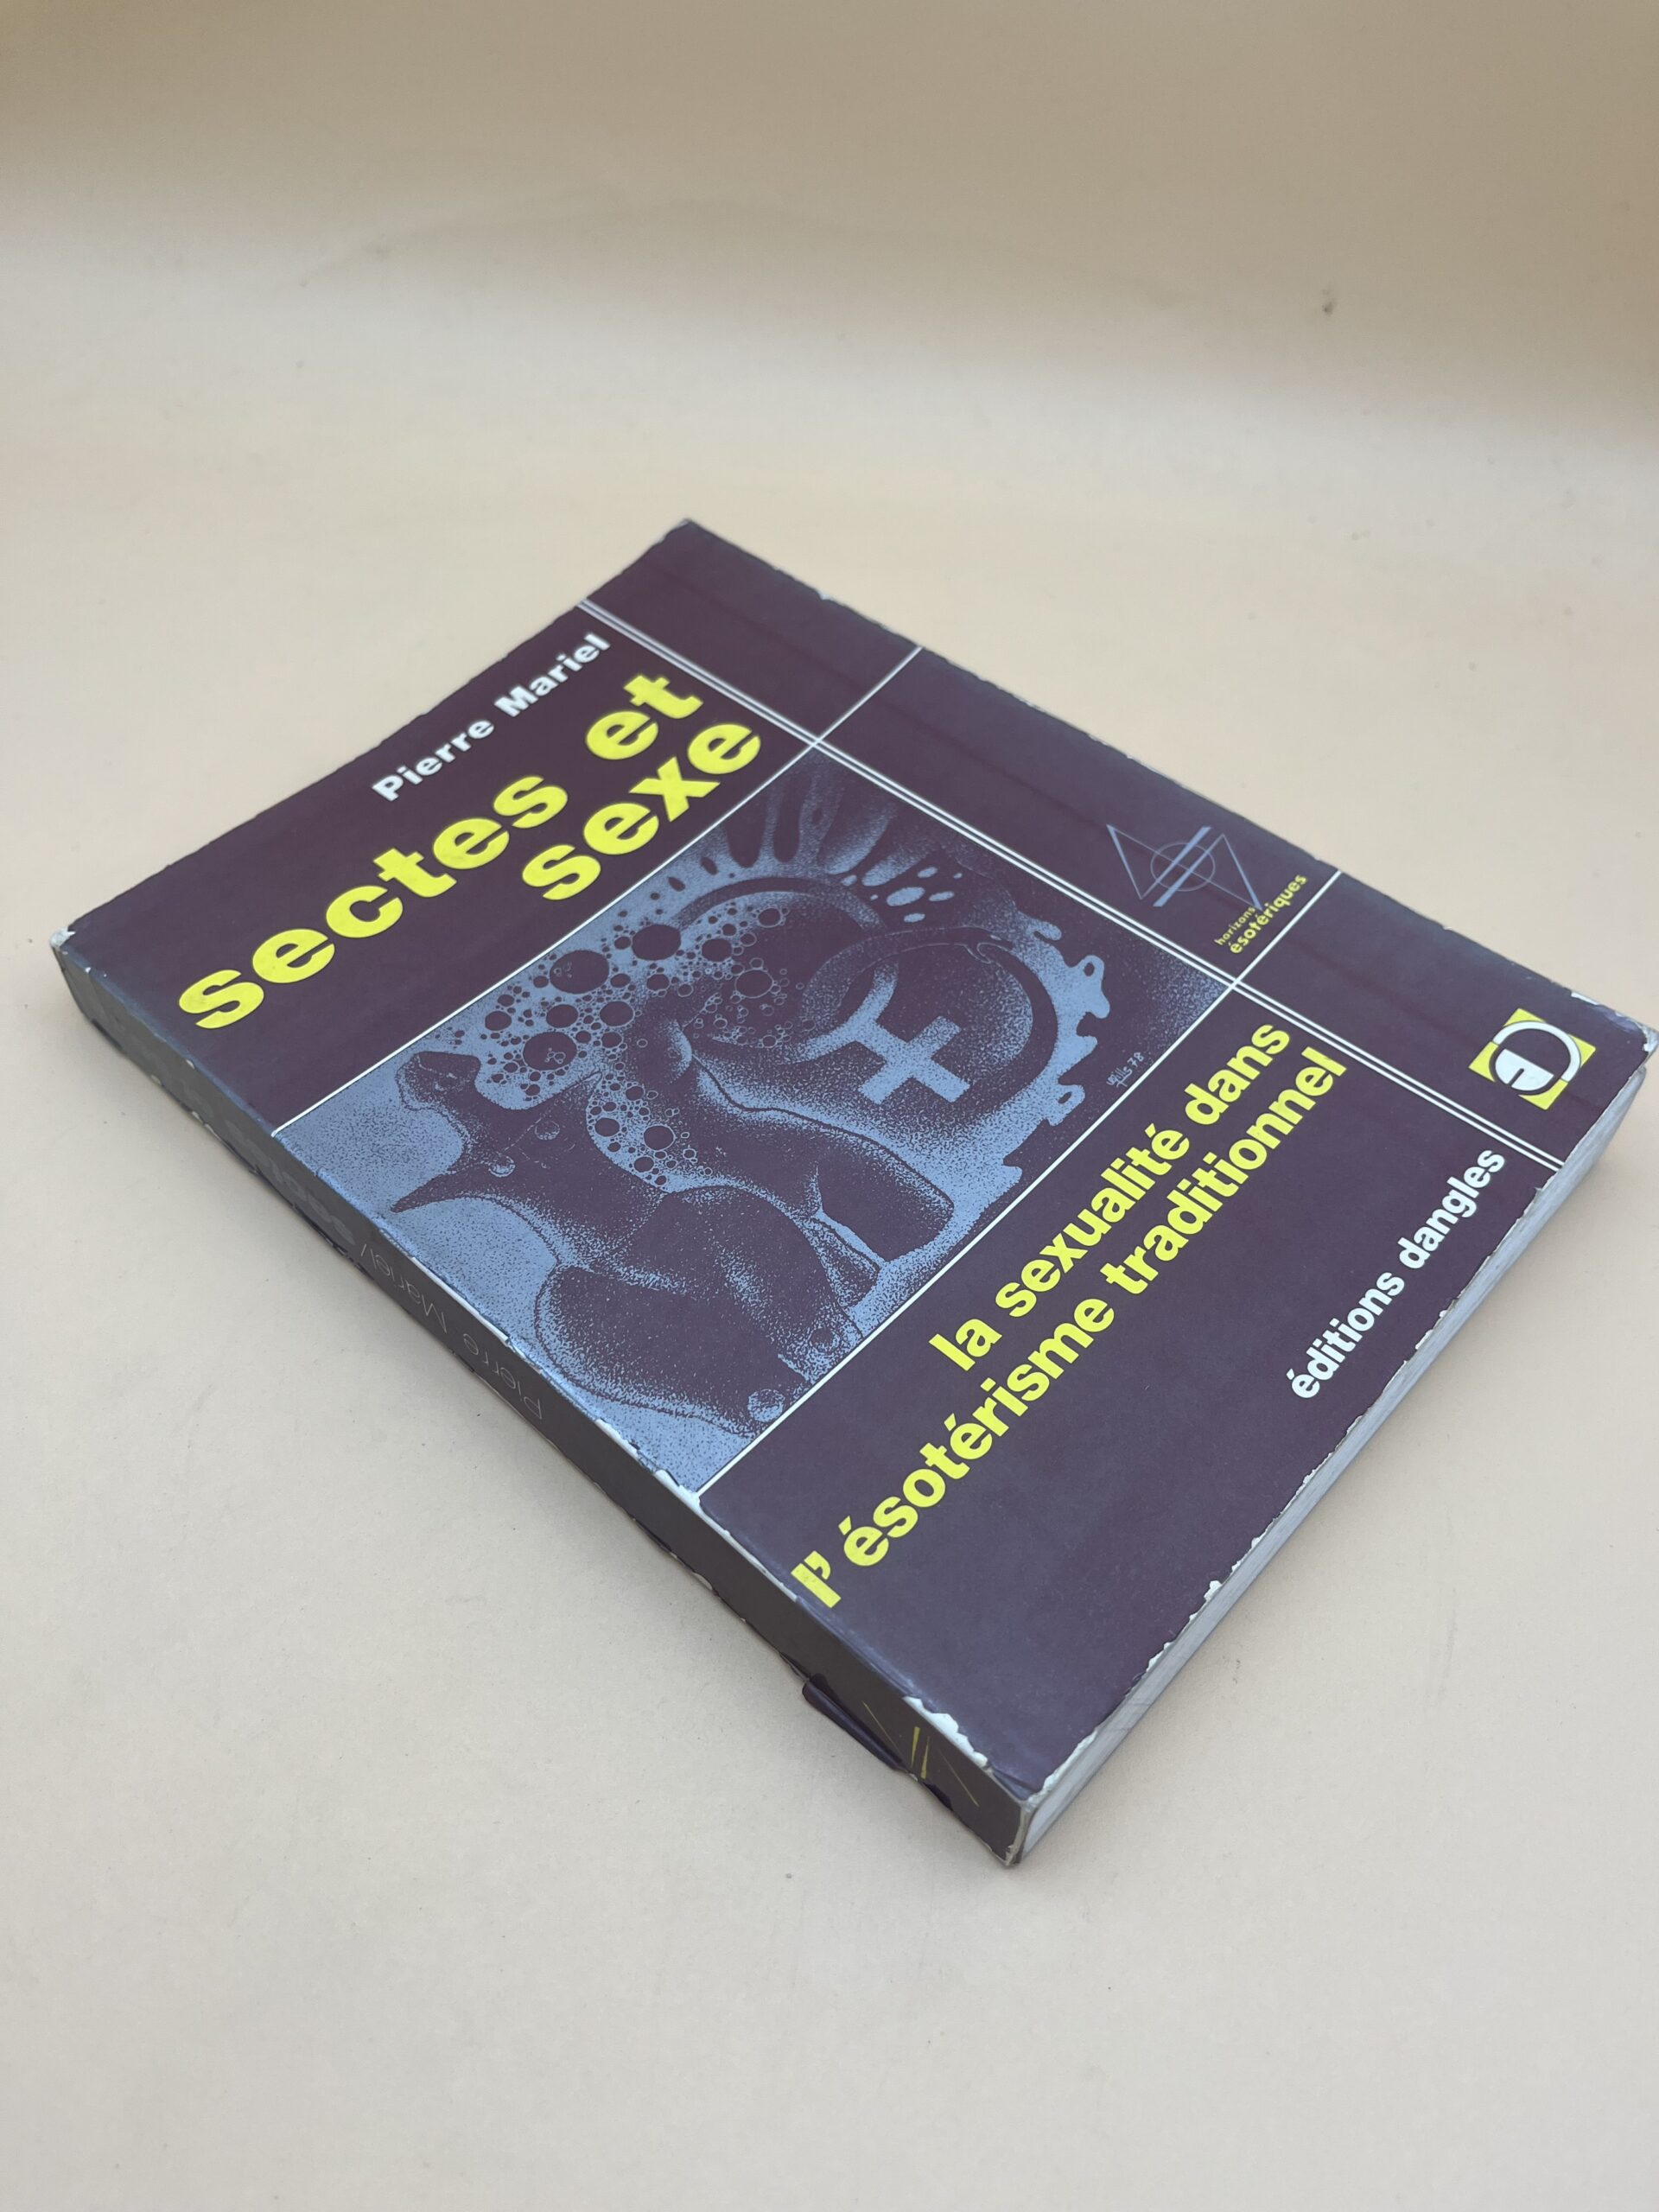 Pierre Mariel
sectes et
sexe
horizons
ésotériques
la sexualité dans
l'ésotérisme traditionnel
éditions dangles
Pierre Mariel/